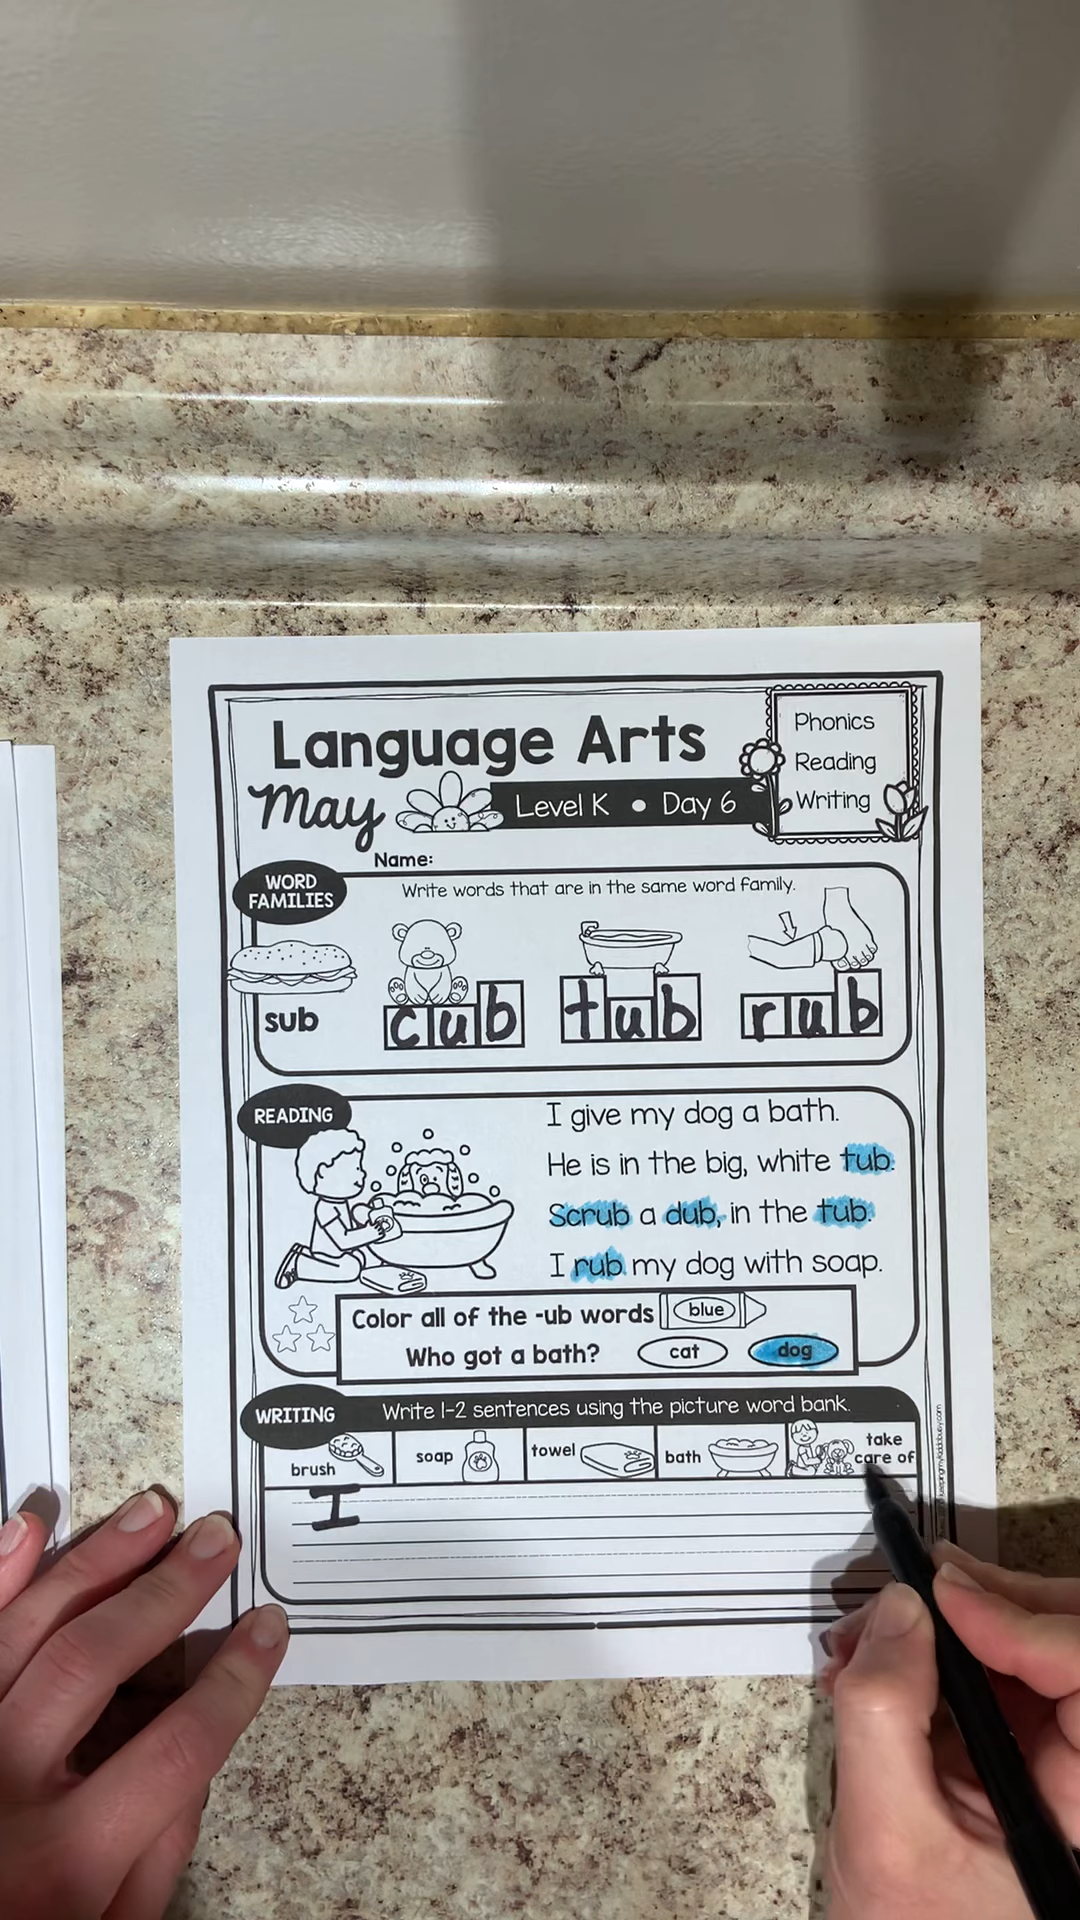 Language Arts
May
Level K • Day 6
Phonics
Reading
Writing
Name:
WORD FAMILIES
Write words that are in the same word family.
sub
cub
tub
rub
READING
I give my dog a bath.
He is in the big, white tub.
Scrub a dub, in the tub.
I rub my dog with soap.
Color all of the -ub words
blue
Who got a bath?
cat
dog
WRITING
Write 1-2 sentences using the picture word bank.
brush
soap
towel
bath
take care of
I